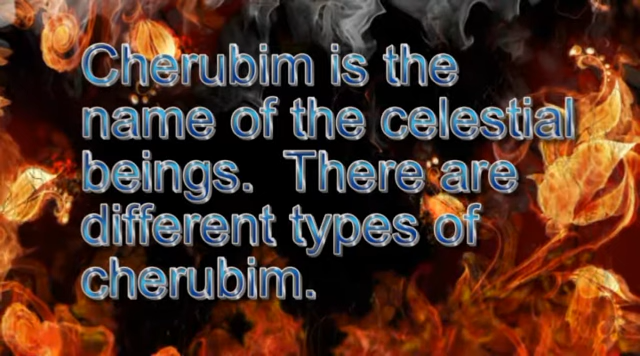 Cherubim is the
name of the celestial
beings.  There are
different types of
cherubim.